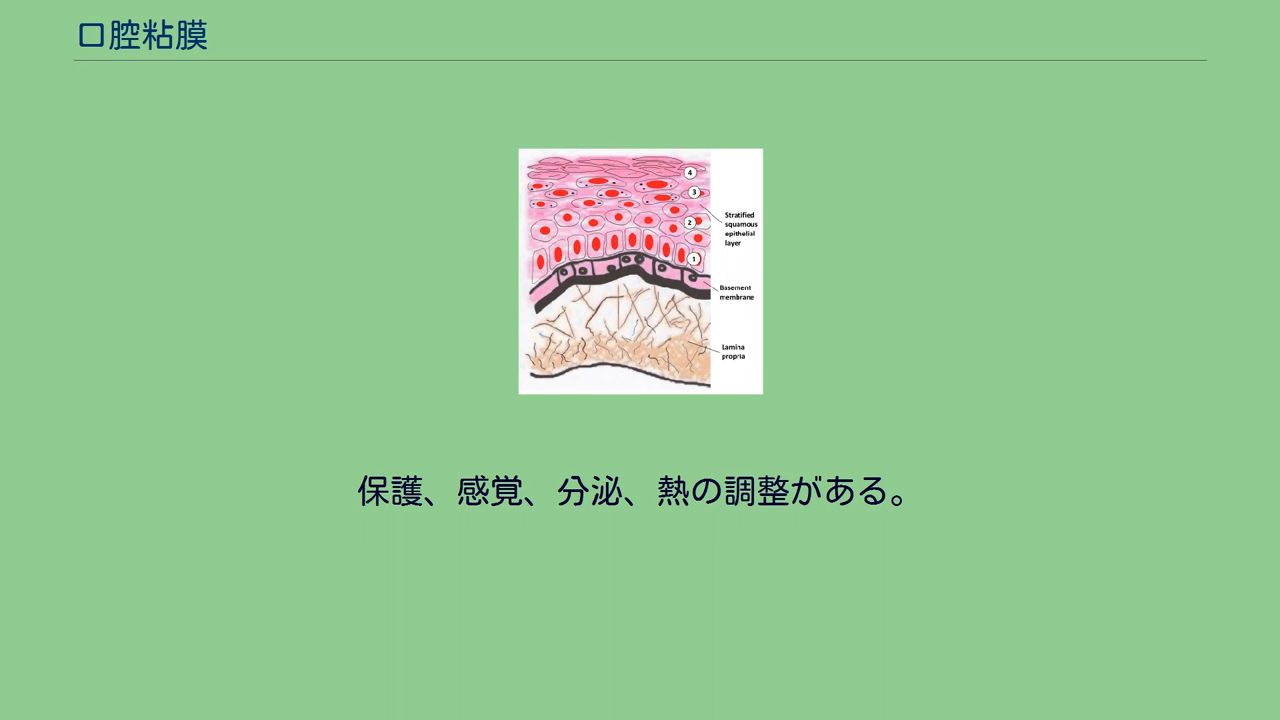 口腔粘膜
4
3
Stratified
squamous
epithelial
layer
2
1
Basement
membrane
Lamina
propria
保護、感覚、分泌、熱の調整がある。